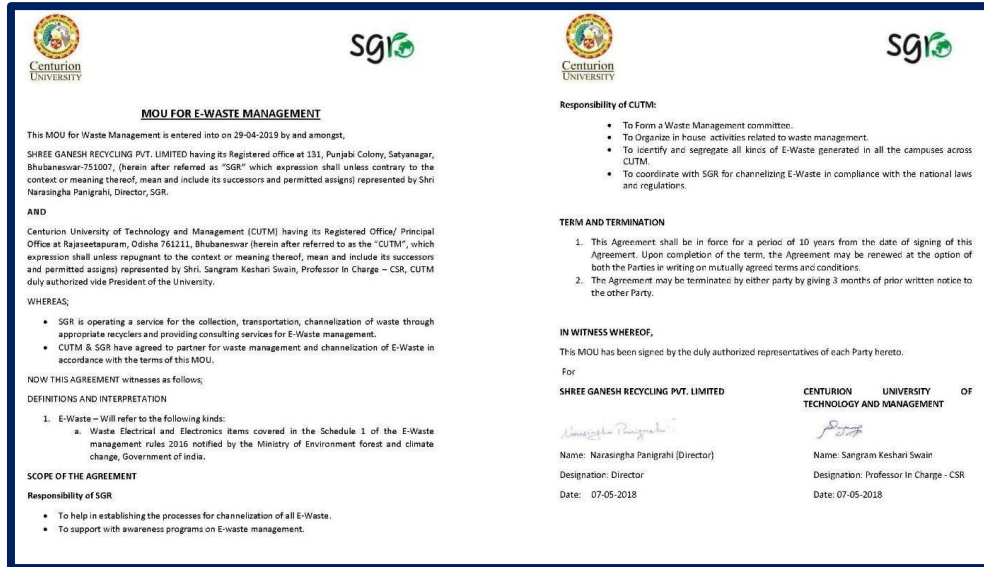 Centurion
UNIVERSITY
sgr
MOU FOR E-WASTE MANAGEMENT
This MOU for Waste Management is entered into on 29-04-2019 by and amongst,
SHREE GANESH RECYCLING PVT. LIMITED having its Registered office at 131, Punjabi Colony, Satyanagar,
Bhubaneswar-751007, (herein after referred as "SGR" which expression shall unless contrary to the
context or meaning thereof, mean and include its successors and permitted assigns) represented by Shri
Narasingha Panigrahi, Director, SGR.
AND
Centurion University of Technology and Management (CUTM) having its Registered Office/ Principal
Office at Rajaseetapuram, Odisha 761211, Bhubaneswar (herein after referred to as the "CUTM", which
expression shall unless repugnant to the context or meaning thereof, mean and include its successors
and permitted assigns) represented by Shri. Sangram Keshari Swain, Professor In Charge – CSR, CUTM
duly authorized vide President of the University.
WHEREAS;
• SGR is operating a service for the collection, transportation, channelization of waste through
appropriate recyclers and providing consulting services for E-Waste management.
• CUTM & SGR have agreed to partner for waste management and channelization of E-Waste in
accordance with the terms of this MOU.
NOW THIS AGREEMENT witnesses as follows;
DEFINITIONS AND INTERPRETATION
1. E-Waste – Will refer to the following kinds:
a. Waste Electrical and Electronics items covered in the Schedule 1 of the E-Waste
management rules 2016 notified by the Ministry of Environment forest and climate
change, Government of india.
SCOPE OF THE AGREEMENT
Responsibility of SGR
• To help in establishing the processes for channelization of all E-Waste.
• To support with awareness programs on E-waste management.
Centurion
UNIVERSITY
sgr
Responsibility of CUTM:
• To Form a Waste Management committee.
• To Organize in house activities related to waste management.
• To identify and segregate all kinds of E-Waste generated in all the campuses across
CUTM.
• To coordinate with SGR for channelizing E-Waste in compliance with the national laws
and regulations.
TERM AND TERMINATION
1. This Agreement shall be in force for a period of 10 years from the date of signing of this
Agreement. Upon completion of the term, the Agreement may be renewed at the option of
both the Parties in writing on mutually agreed terms and conditions.
2. The Agreement may be terminated by either party by giving 3 months of prior written notice to
the other Party.
IN WITNESS WHEREOF,
This MOU has been signed by the duly authorized representatives of each Party hereto.
For
SHREE GANESH RECYCLING PVT. LIMITED
Narasingha Panigrahi
Name: Narasingha Panigrahi (Director)
Designation: Director
Date: 07-05-2018
CENTURION UNIVERSITY OF
TECHNOLOGY AND MANAGEMENT
Name: Sangram Keshari Swain
Designation: Professor In Charge - CSR
Date: 07-05-2018